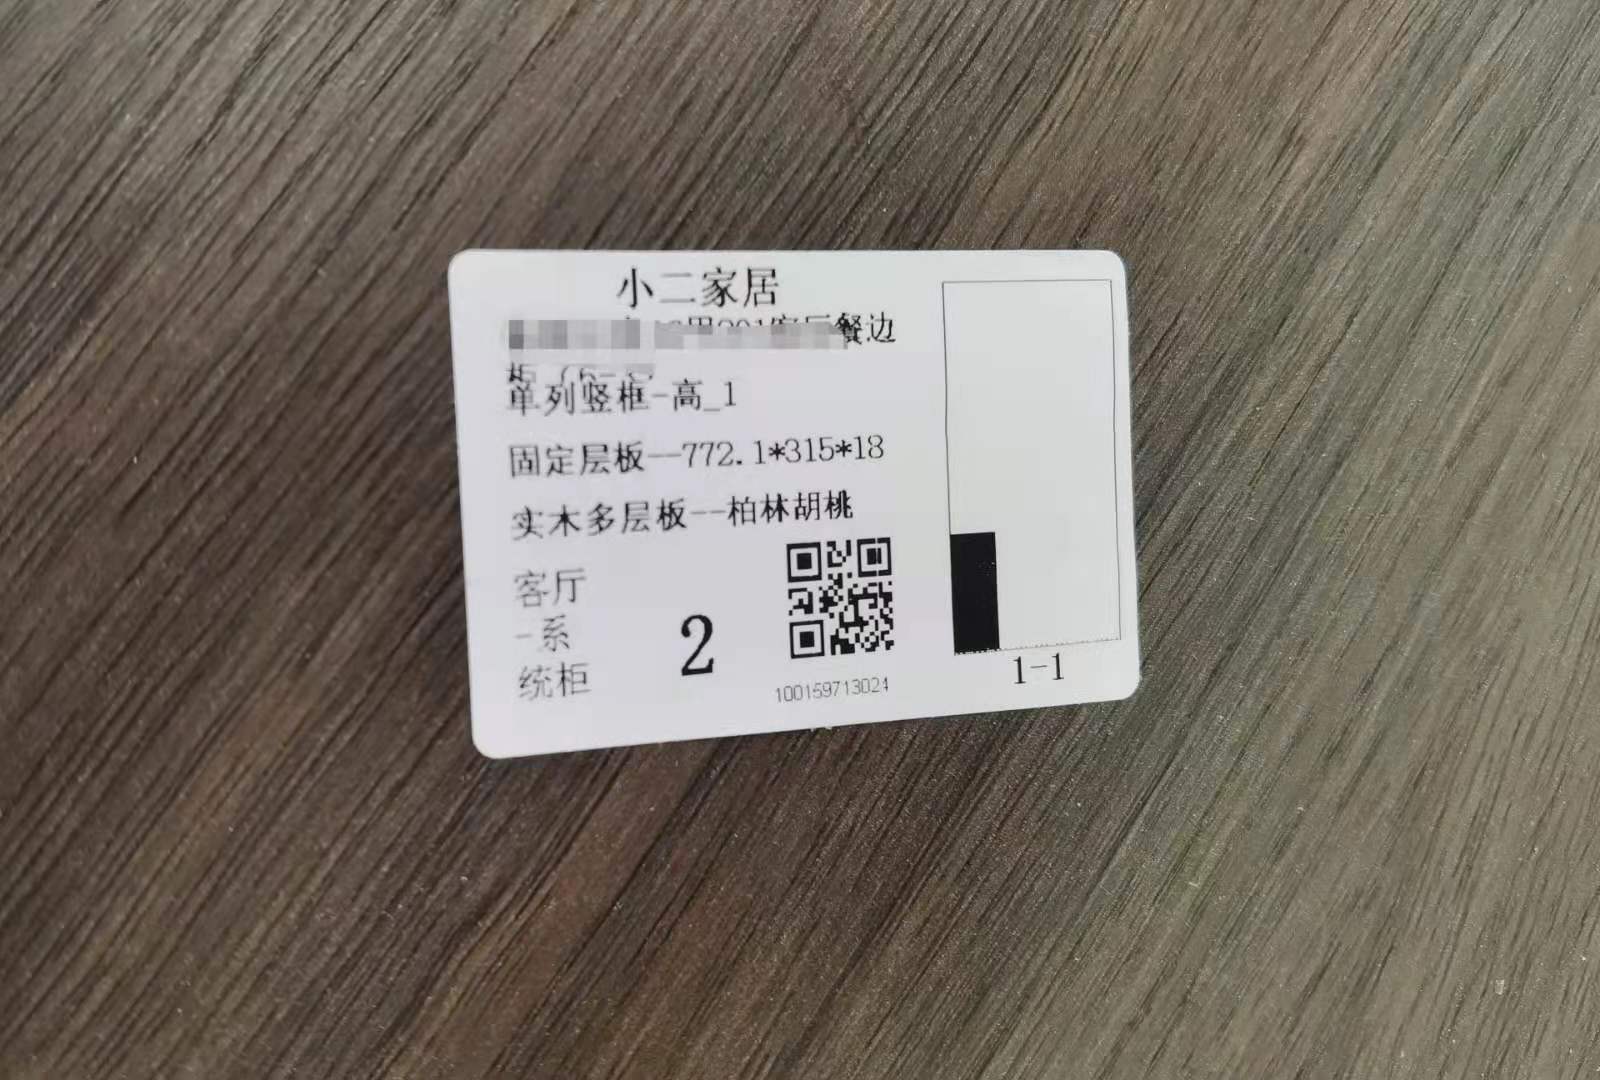 小二家居
餐边
单列竖框-高_1
固定层板--772.1*315*18
实木多层板--柏林胡桃
客厅
-系
统柜
2
100159713024
1-1